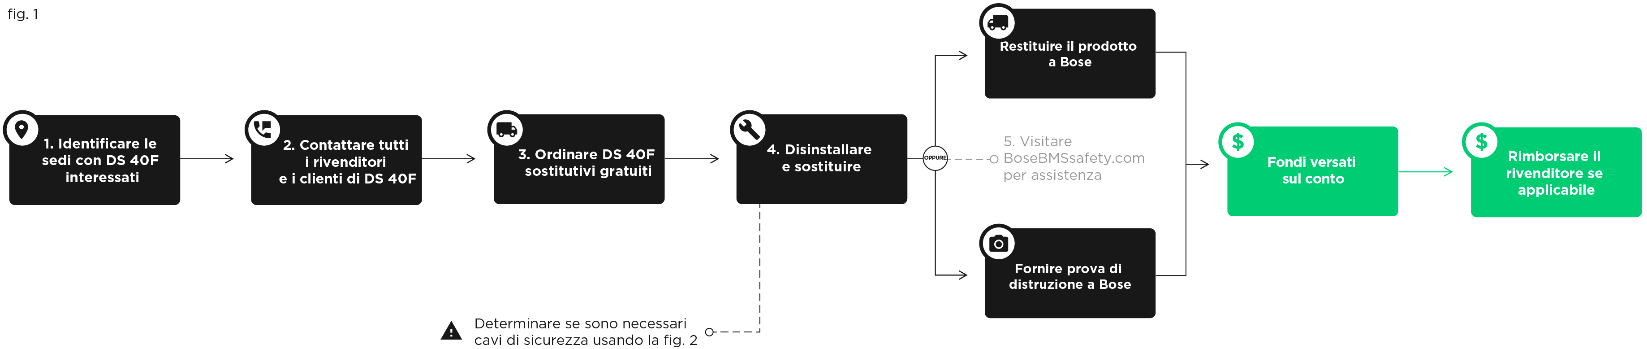 fig. 1
1. Identificare le
sedi con DS 40F
interessati
2. Contattare tutti
i rivenditori
e i clienti di DS 40F
3. Ordinare DS 40F
sostitutivi gratuiti
4. Disinstallare
e sostituire
Determinare se sono necessari
cavi di sicurezza usando la fig. 2
OPPURE
Restituire il prodotto
a Bose
5. Visitare
BoseBMSsafety.com
per assistenza
Fornire prova di
distruzione a Bose
$
Fondi versati
sul conto
$
Rimborsare il
rivenditore se
applicabile